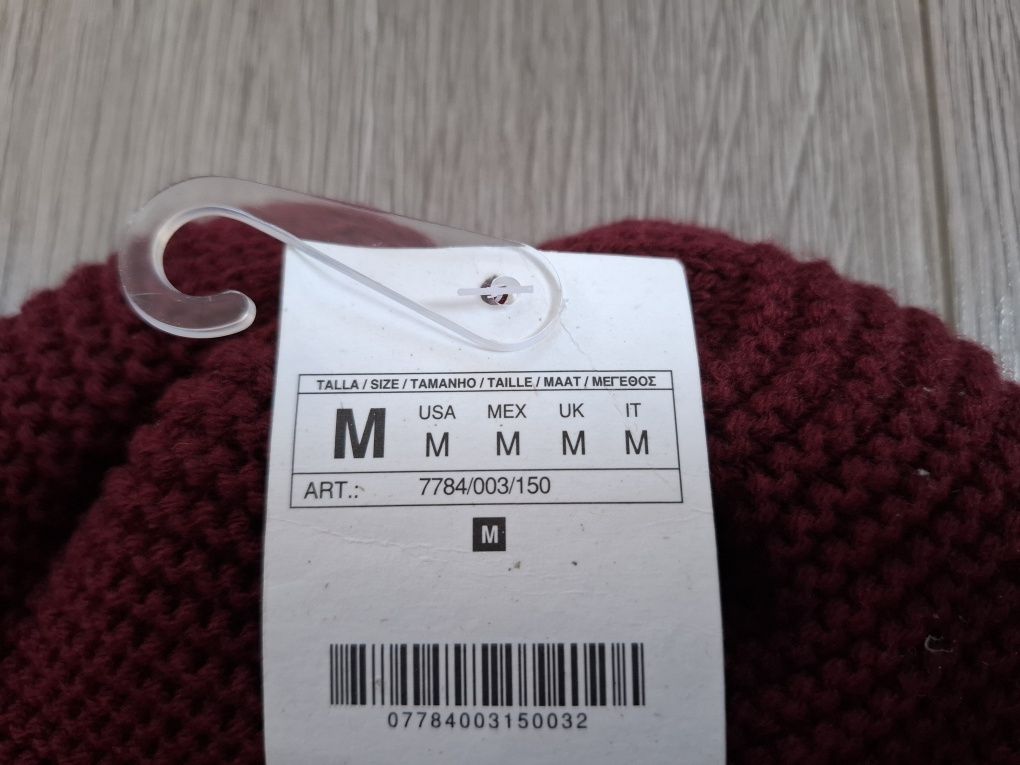 TALLA / SIZE / TAMANHO / TAILLE / MAAT / ΜΕΓΕΘΟΣ
M USA MEX UK IT
M M M M
ART.: 7784/003/150
M
07784003150032